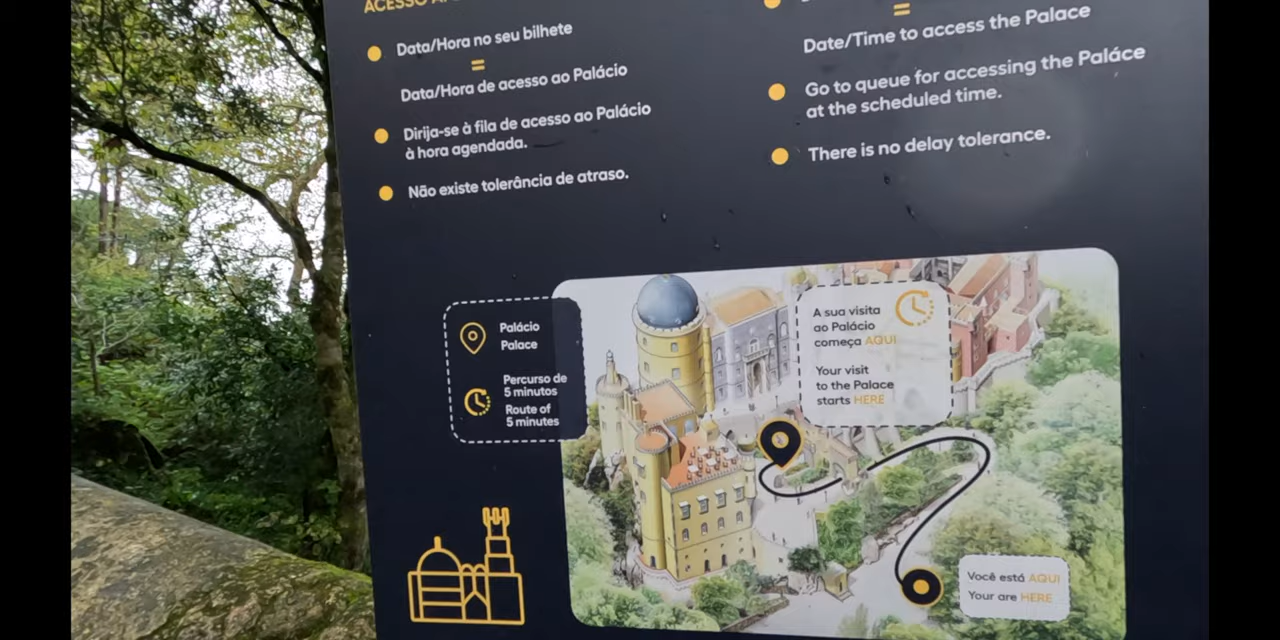 Data/Hora no seu bilhete
=
Data/Hora de acesso ao Palácio
Dirija-se à fila de acesso ao Palácio
à hora agendada.
Não existe tolerância de atraso.
=
Date/Time to access the Palace
Go to queue for accessing the Paláce
at the scheduled time.
There is no delay tolerance.
Palácio
Palace
Percurso de
5 minutos
Route of
5 minutes
A sua visita
ao Palácio
começa AQUI
Your visit
to the Palace
starts HERE
Você está AQUI
Your are HERE